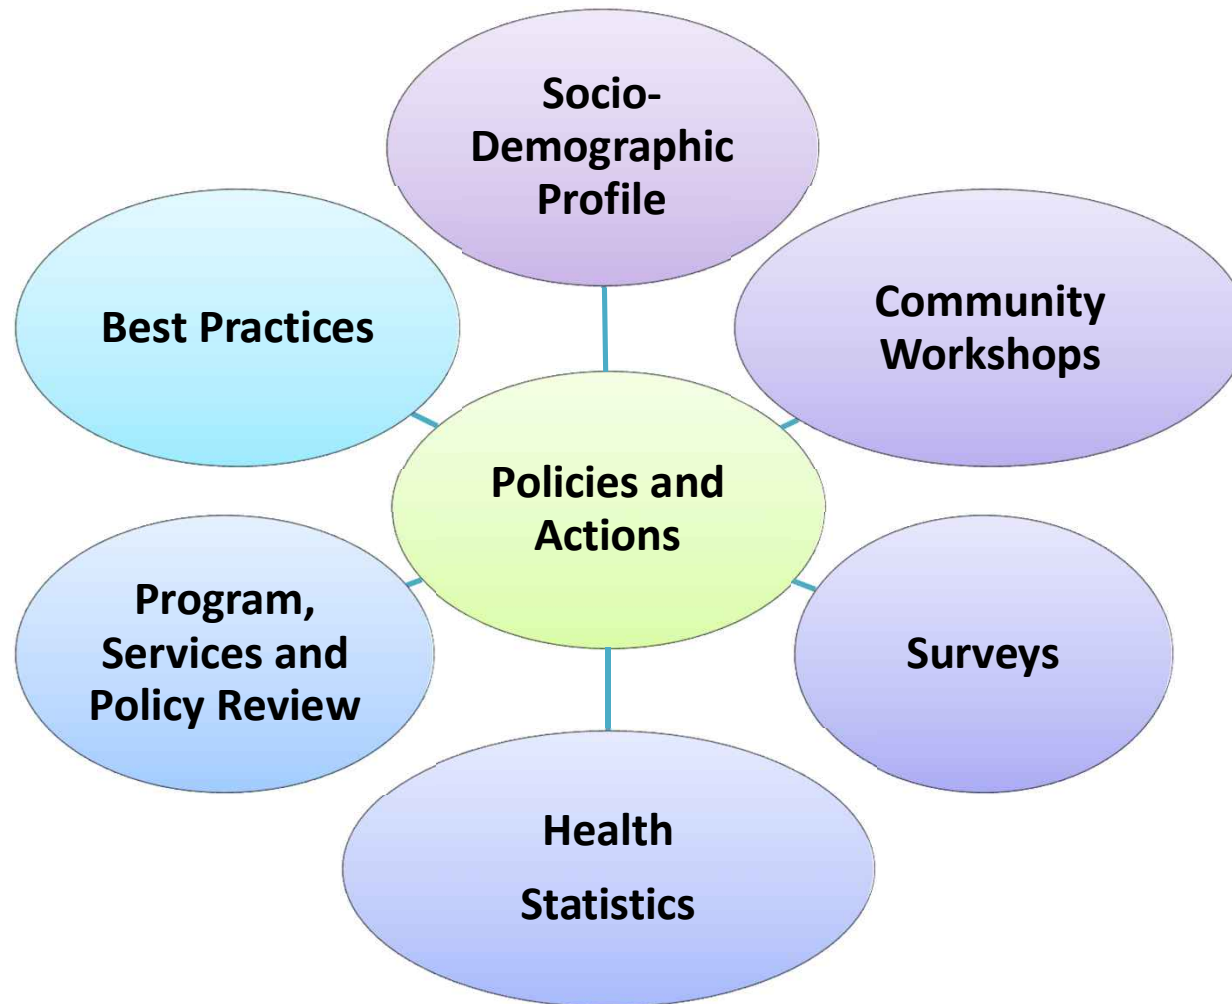 Socio-
Demographic
Profile
Community
Workshops
Surveys
Health
Statistics
Program,
Services and
Policy Review
Best Practices
Policies and
Actions